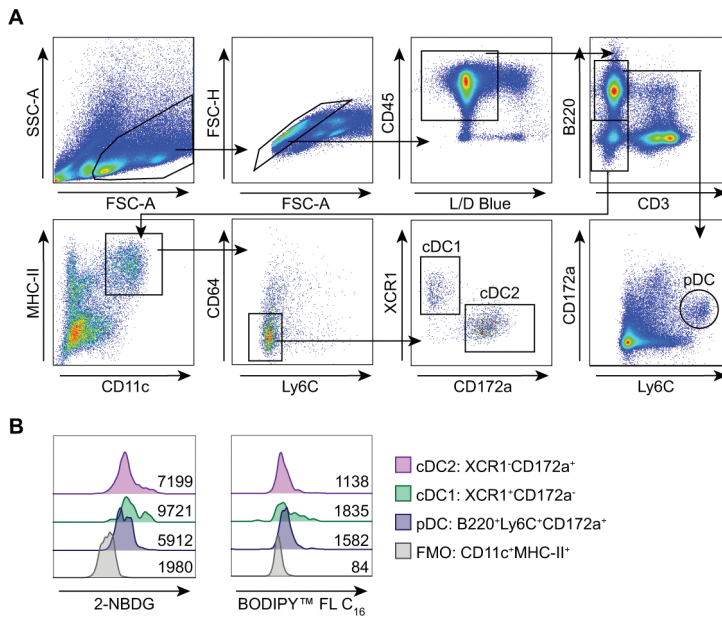 A
SSC-A
FSC-A
FSC-H
FSC-A
CD45
L/D Blue
B220
CD3
MHC-II
CD11c
CD64
Ly6C
XCR1
cDC1
cDC2
CD172a
CD172a
pDC
Ly6C
B
7199
9721
5912
1980
2-NBDG
1138
1835
1582
84
BODIPY™ FL C₁₆
cDC2: XCR1⁻CD172a⁺
cDC1: XCR1⁺CD172a⁻
pDC: B220⁺Ly6C⁺CD172a⁺
FMO: CD11c⁺MHC-II⁺